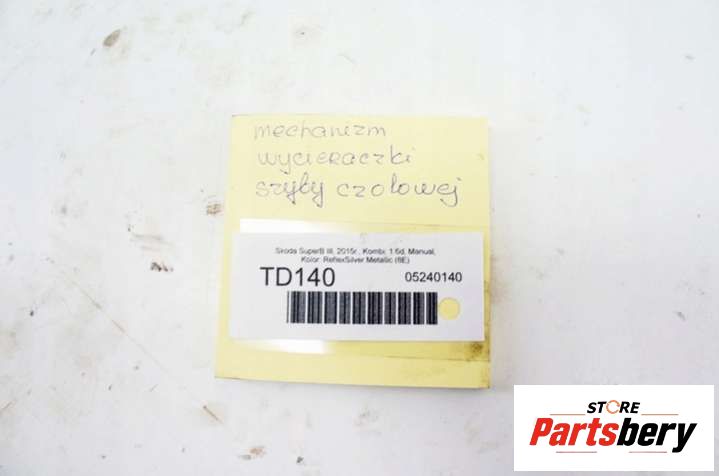 mechanizm
wycieraczki
szyby czołowej
Skoda SuperB III, 2015r., Kombi, 1.6d, Manual,
Kolor: ReflexSilver Metallic (8E)
TD140
05240140
STORE
Partsbery